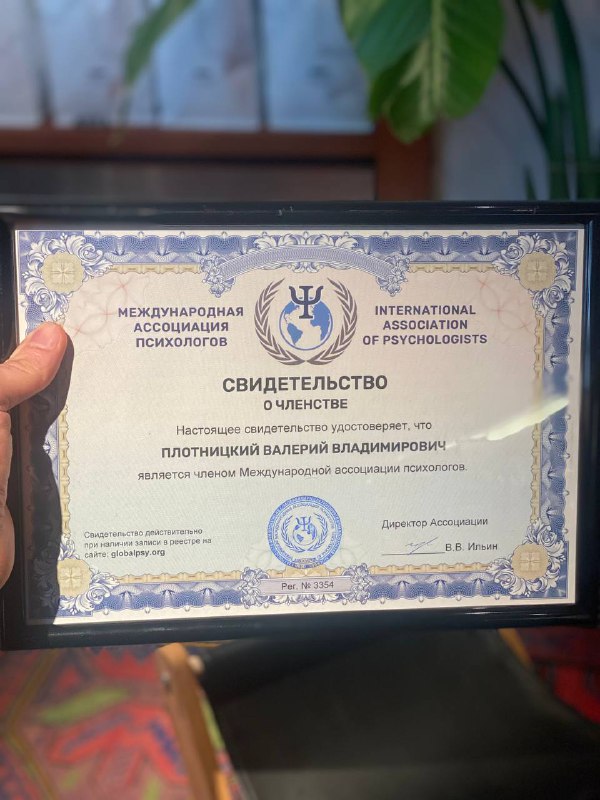 МЕЖДУНАРОДНАЯ
АССОЦИАЦИЯ
ПСИХОЛОГОВ
INTERNATIONAL
ASSOCIATION
OF PSYCHOLOGISTS
СВИДЕТЕЛЬСТВО
О ЧЛЕНСТВЕ
Настоящее свидетельство удостоверяет, что
ПЛОТНИЦКИЙ ВАЛЕРИЙ ВЛАДИМИРОВИЧ
является членом Международной ассоциации психологов.
Свидетельство действительно
при наличии записи в реестре на
сайте: globalpsy.org
Директор Ассоциации
В.В. Ильин
Рег. № 3354